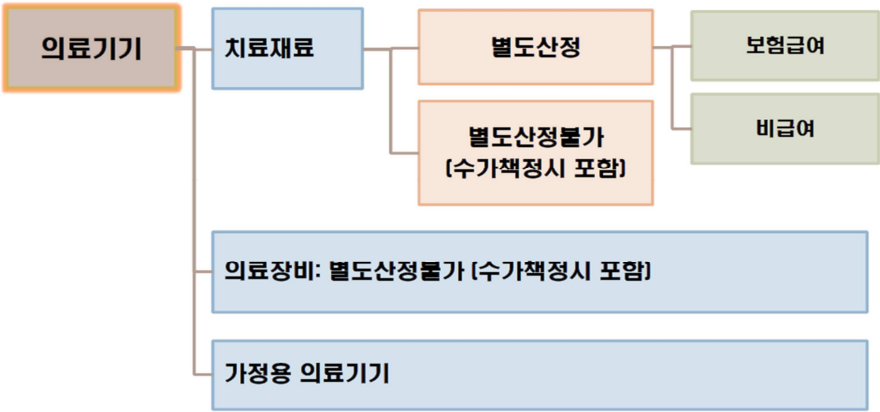 의료기기
치료재료
별도산정
보험급여
비급여
별도산정불가
(수가책정시 포함)
의료장비: 별도산정불가 (수가책정시 포함)
가정용 의료기기